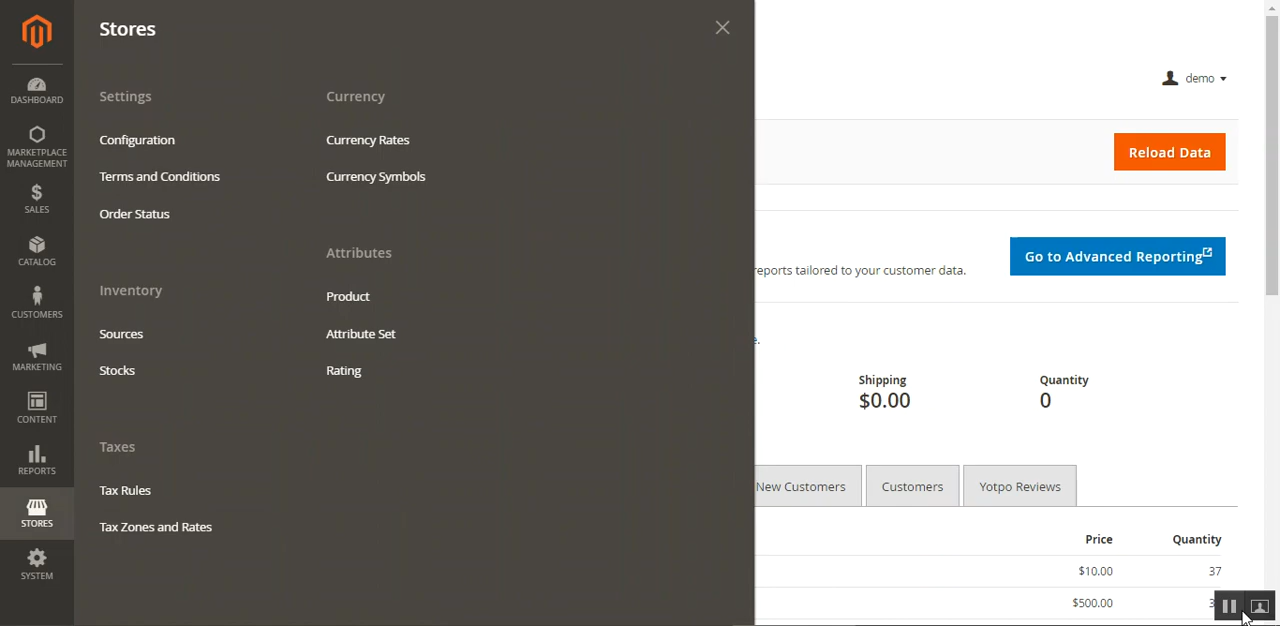 DASHBOARD
MARKETPLACE
MANAGEMENT
SALES
CATALOG
CUSTOMERS
MARKETING
CONTENT
REPORTS
STORES
SYSTEM
Stores
Settings
Configuration
Terms and Conditions
Order Status
Inventory
Sources
Stocks
Taxes
Tax Rules
Tax Zones and Rates
Currency
Currency Rates
Currency Symbols
Attributes
Product
Attribute Set
Rating
demo
Reload Data
reports tailored to your customer data.
Go to Advanced Reporting
e.
Shipping
$0.00
Quantity
0
New Customers
Customers
Yotpo Reviews
Price Quantity
$10.00 37
$500.00